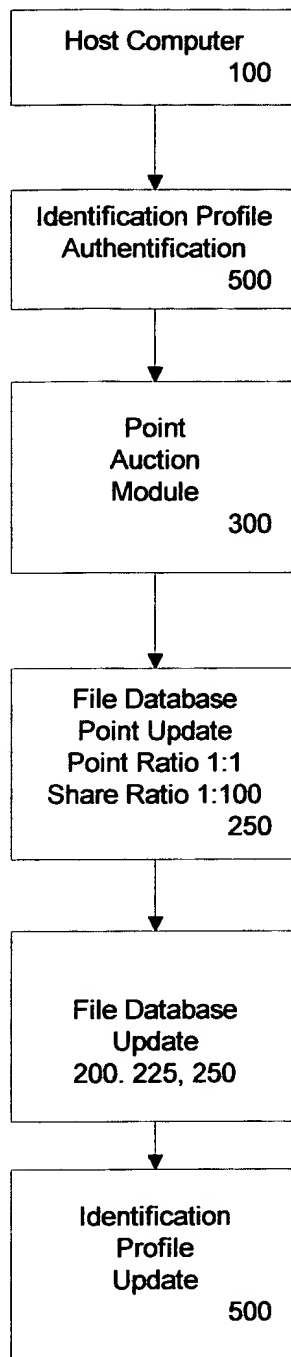 Host Computer
100
Identification Profile
Authentification
500
Point
Auction
Module
300
File Database
Point Update
Point Ratio 1:1
Share Ratio 1:100
250
File Database
Update
200. 225, 250
Identification
Profile
Update
500